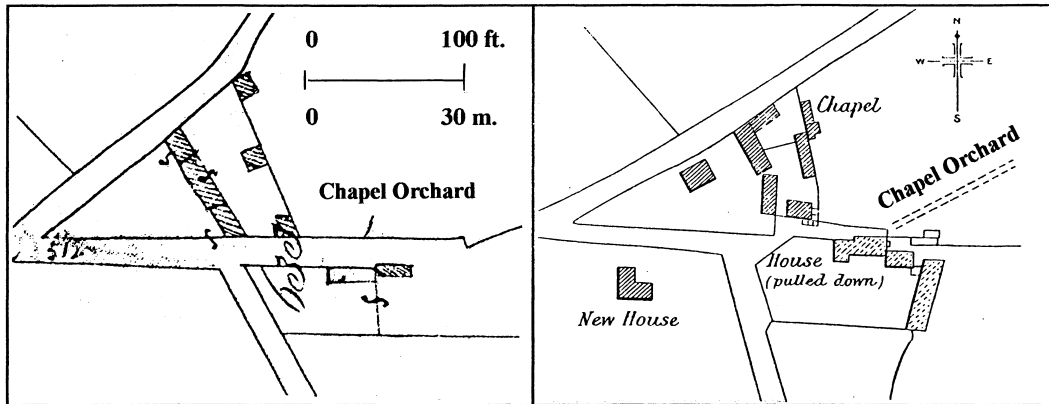 0 100 ft.
0 30 m.
Chapel Orchard
N
W E
S
Chapel
Chapel Orchard
House
(pulled down)
New House